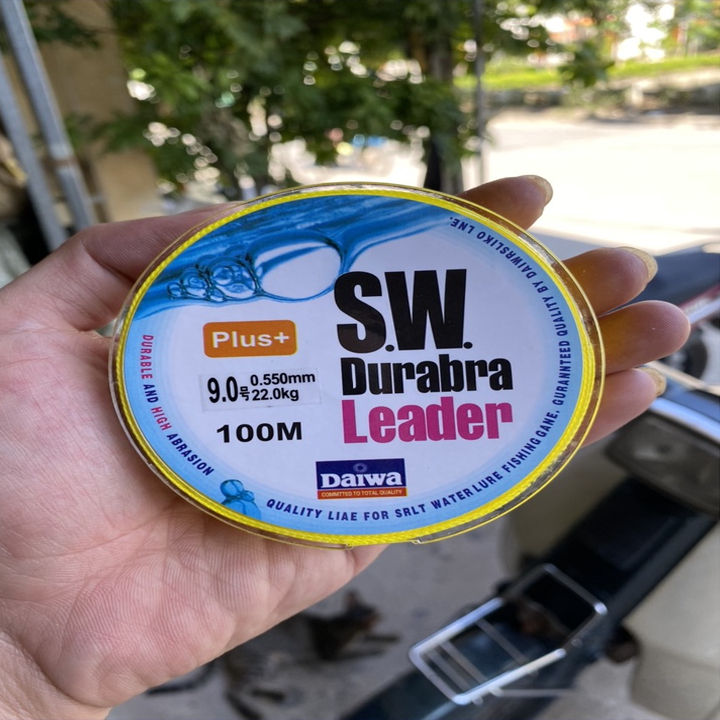 S.W.
Durabra
Leader
Plus+
9.0号 0.550mm
22.0kg
100M
Daiwa
COMMITTED TO TOTAL QUALITY
DURABLE AND HIGH ABRASION
QUALITY LIAE FOR SRLT WATER LURE FISHING GANE, GURANNTEED QUALITY BY DAIWRSLIKO LNE.